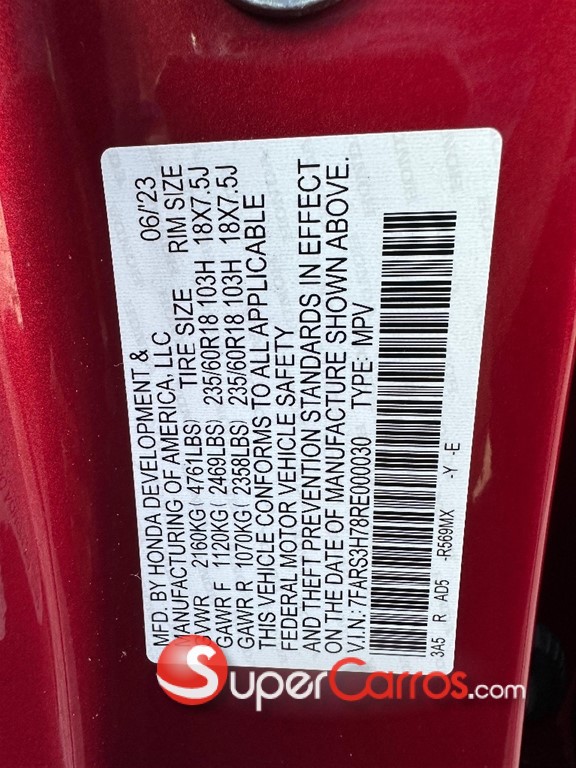 MFD. BY HONDA DEVELOPMENT &
MANUFACTURING OF AMERICA, LLC 06/'23
GVWR 2160KG ( 4761LBS) TIRE SIZE RIM SIZE
GAWR F 1120KG ( 2469LBS) 235/60R18 103H 18X7.5J
GAWR R 1070KG ( 2358LBS) 235/60R18 103H 18X7.5J
THIS VEHICLE CONFORMS TO ALL APPLICABLE
FEDERAL MOTOR VEHICLE SAFETY
AND THEFT PREVENTION STANDARDS IN EFFECT
ON THE DATE OF MANUFACTURE SHOWN ABOVE.
V.I.N.:7FARS3H78RE000030 TYPE: MPV
3A5 R AD5 -R569MX -Y -E
SuperCarros.com